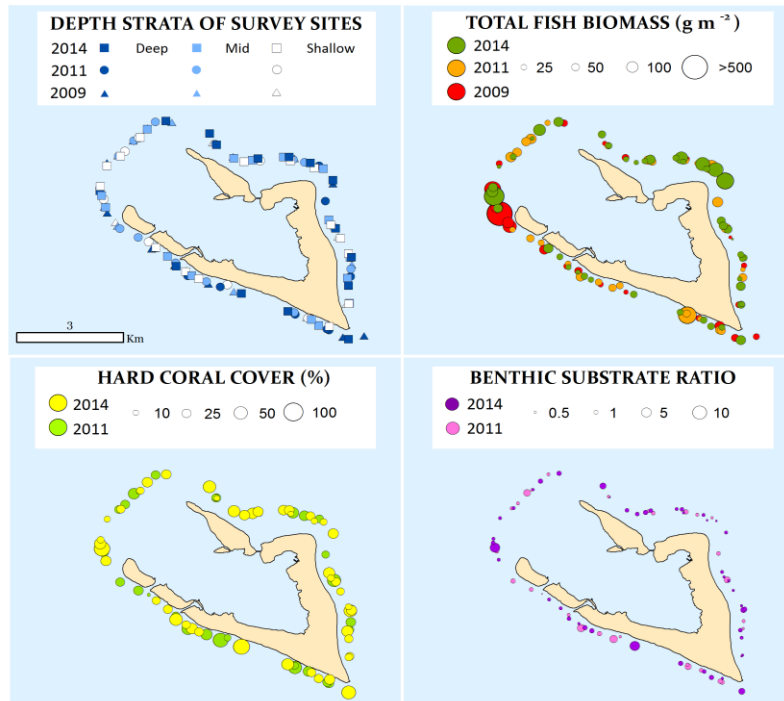 DEPTH STRATA OF SURVEY SITES
2014 Deep Mid Shallow
2011
2009
3
Km
TOTAL FISH BIOMASS (g m ⁻²)
2014
2011 25 50 100 >500
2009
HARD CORAL COVER (%)
2014 10 25 50 100
2011
BENTHIC SUBSTRATE RATIO
2014 0.5 1 5 10
2011